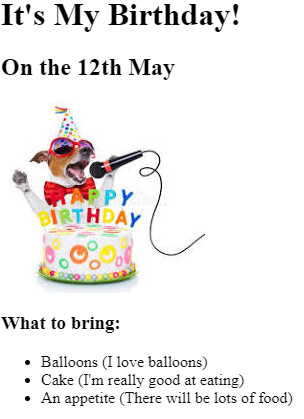 It's My Birthday!
On the 12th May
HAPPY
BIRTHDAY
What to bring:
Balloons (I love balloons)
Cake (I'm really good at eating)
An appetite (There will be lots of food)